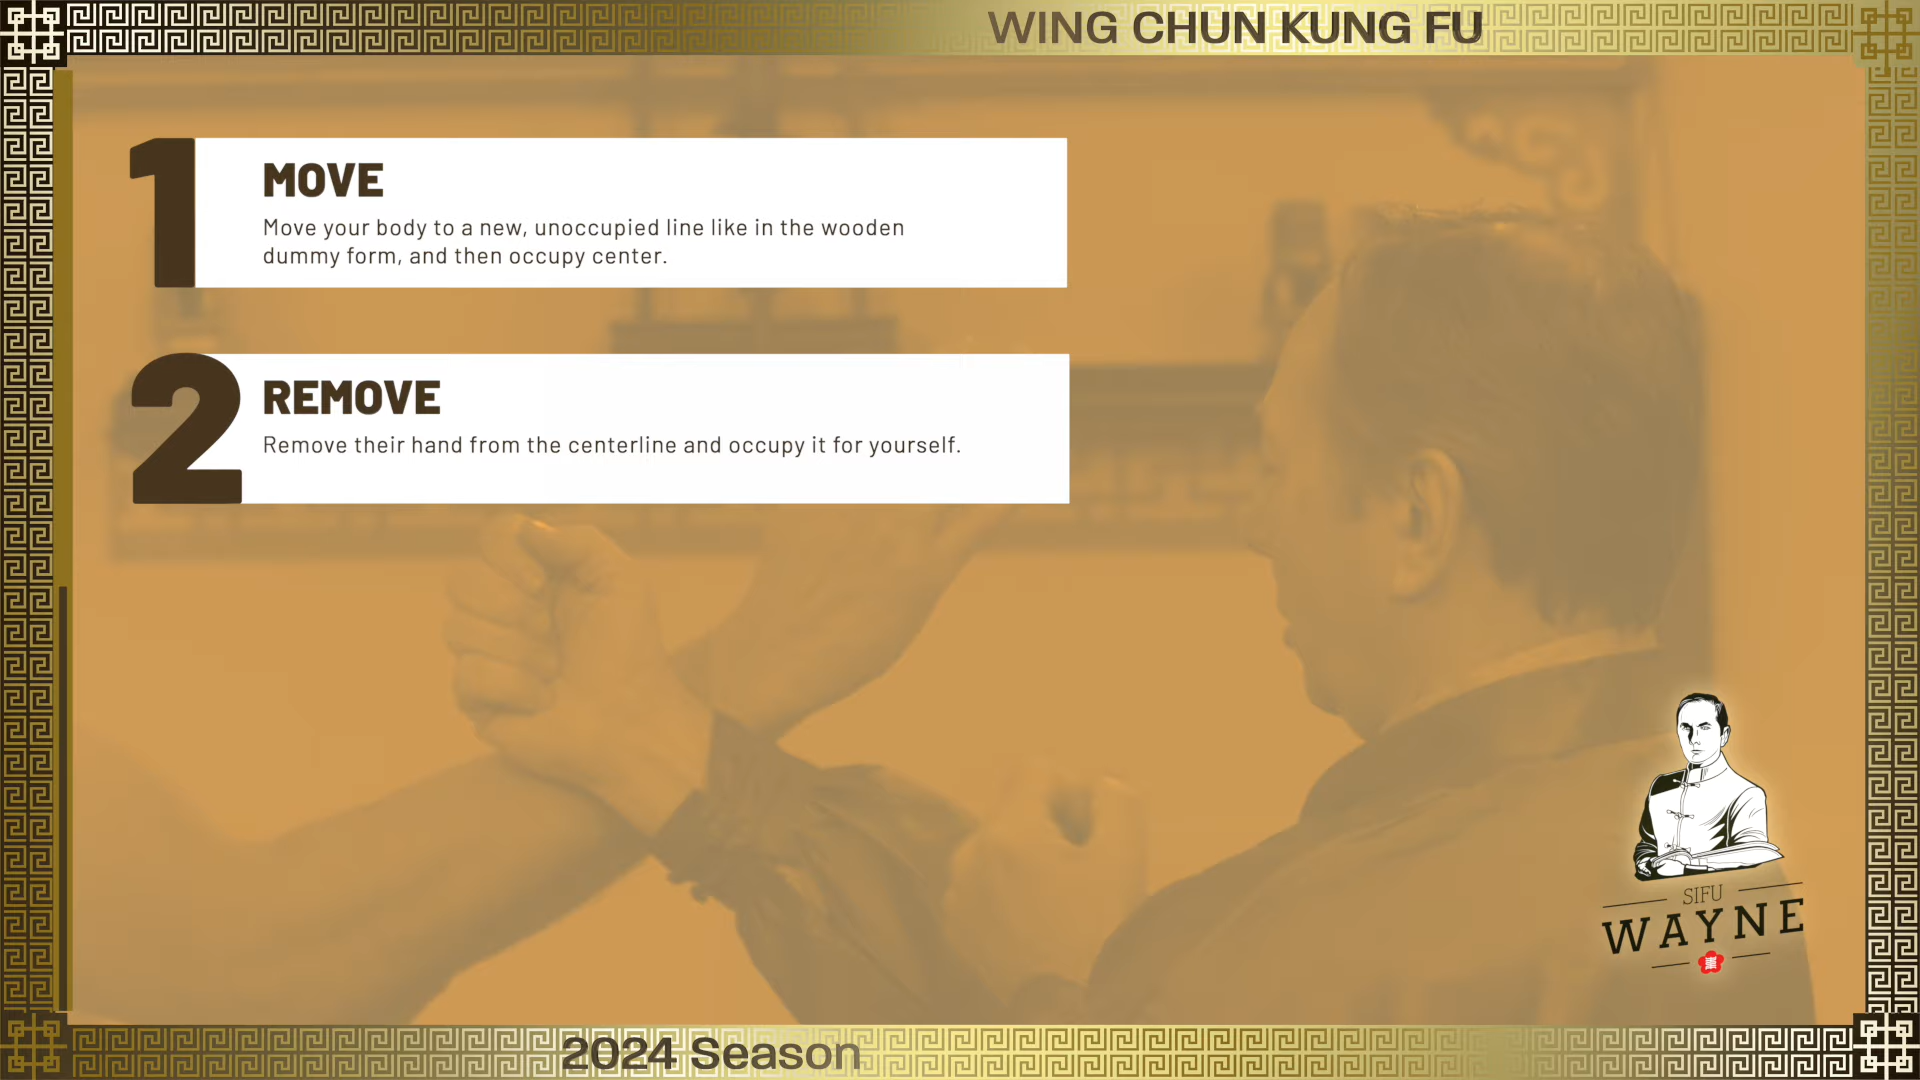 WING CHUN KUNG FU
1
MOVE
Move your body to a new, unoccupied line like in the wooden
dummy form, and then occupy center.
2
REMOVE
Remove their hand from the centerline and occupy it for yourself.
SIFU
WAYNE
2024 Season